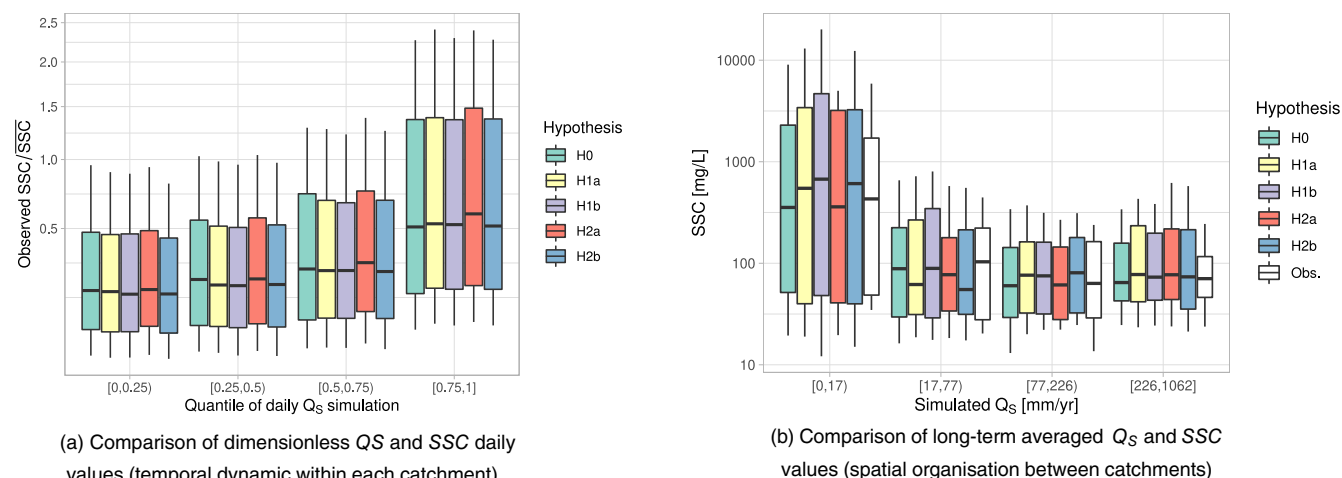 2.5
2.0
1.5
1.0
0.5
Observed SSC/SSC
[0,0.25)
[0.25,0.5)
[0.5,0.75)
[0.75,1]
Quantile of daily QS simulation
Hypothesis
H0
H1a
H1b
H2a
H2b
(a) Comparison of dimensionless QS and SSC daily
values (temporal dynamic within each catchment)
10000
1000
100
10
SSC [mg/L]
[0,17)
[17,77)
[77,226)
[226,1062]
Simulated QS [mm/yr]
Hypothesis
H0
H1a
H1b
H2a
H2b
Obs.
(b) Comparison of long-term averaged QS and SSC
values (spatial organisation between catchments)